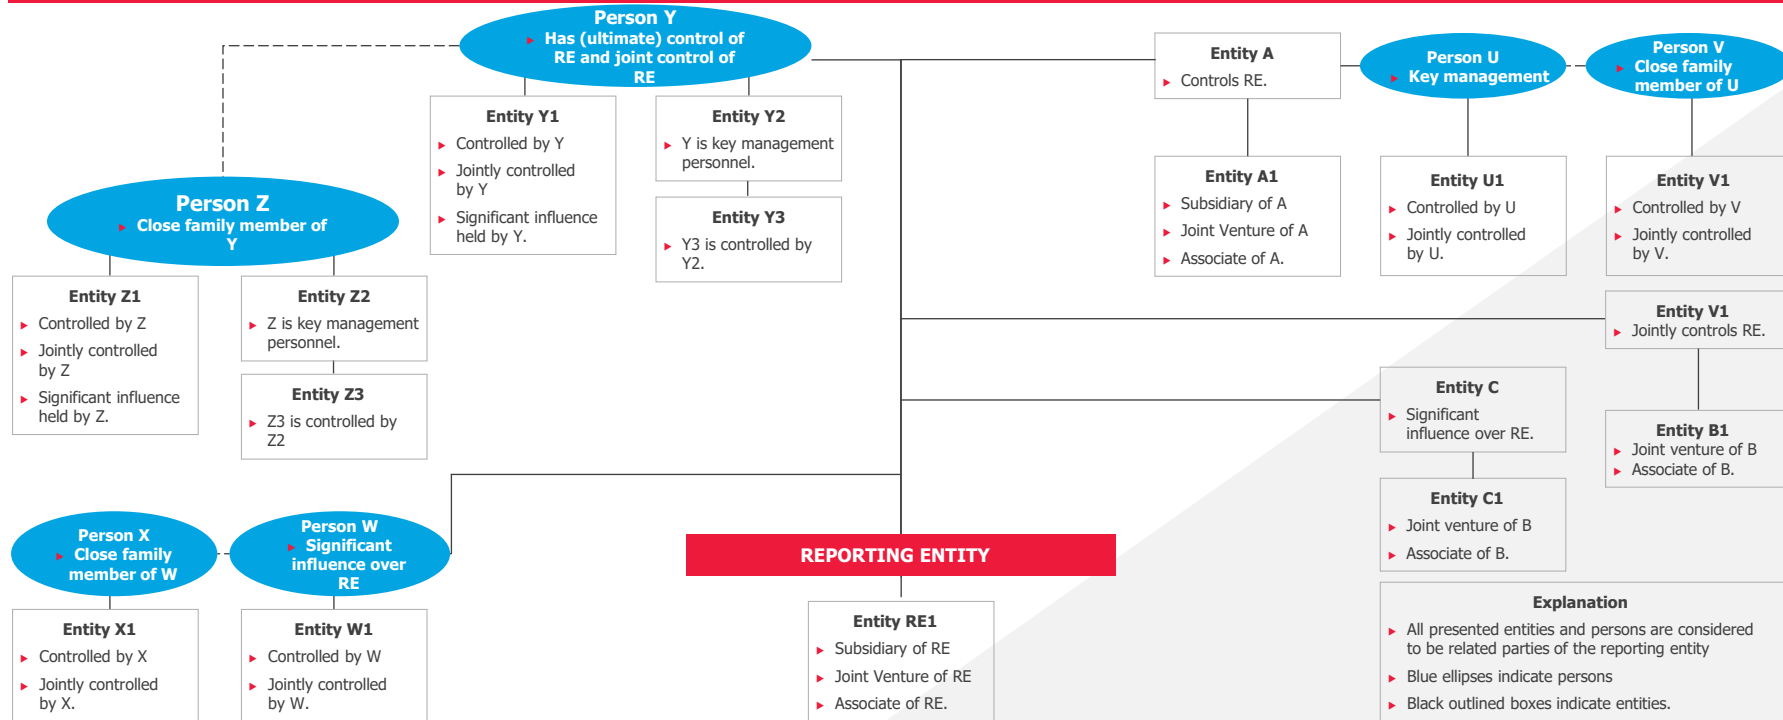 Person Y
► Has (ultimate) control of
RE and joint control of
RE
Entity Y1
► Controlled by Y
► Jointly controlled
by Y
► Significant influence
held by Y.
Entity Y2
► Y is key management
personnel.
Entity Y3
► Y3 is controlled by
Y2.
Person Z
► Close family member of
Y
Entity Z1
► Controlled by Z
► Jointly controlled
by Z
► Significant influence
held by Z.
Entity Z2
► Z is key management
personnel.
Entity Z3
► Z3 is controlled by
Z2
Entity A
► Controls RE.
Person U
► Key management
Person V
► Close family
member of U
Entity A1
► Subsidiary of A
► Joint Venture of A
► Associate of A.
Entity U1
► Controlled by U
► Jointly controlled
by U.
Entity V1
► Controlled by V
► Jointly controlled
by V.
Entity V1
► Jointly controls RE.
Entity C
► Significant
influence over RE.
Entity B1
► Joint venture of B
► Associate of B.
Entity C1
► Joint venture of B
► Associate of B.
Person X
► Close family
member of W
Person W
► Significant
influence over
RE
Entity X1
► Controlled by X
► Jointly controlled
by X.
Entity W1
► Controlled by W
► Jointly controlled
by W.
REPORTING ENTITY
Entity RE1
► Subsidiary of RE
► Joint Venture of RE
► Associate of RE.
Explanation
► All presented entities and persons are considered
to be related parties of the reporting entity
► Blue ellipses indicate persons
► Black outlined boxes indicate entities.